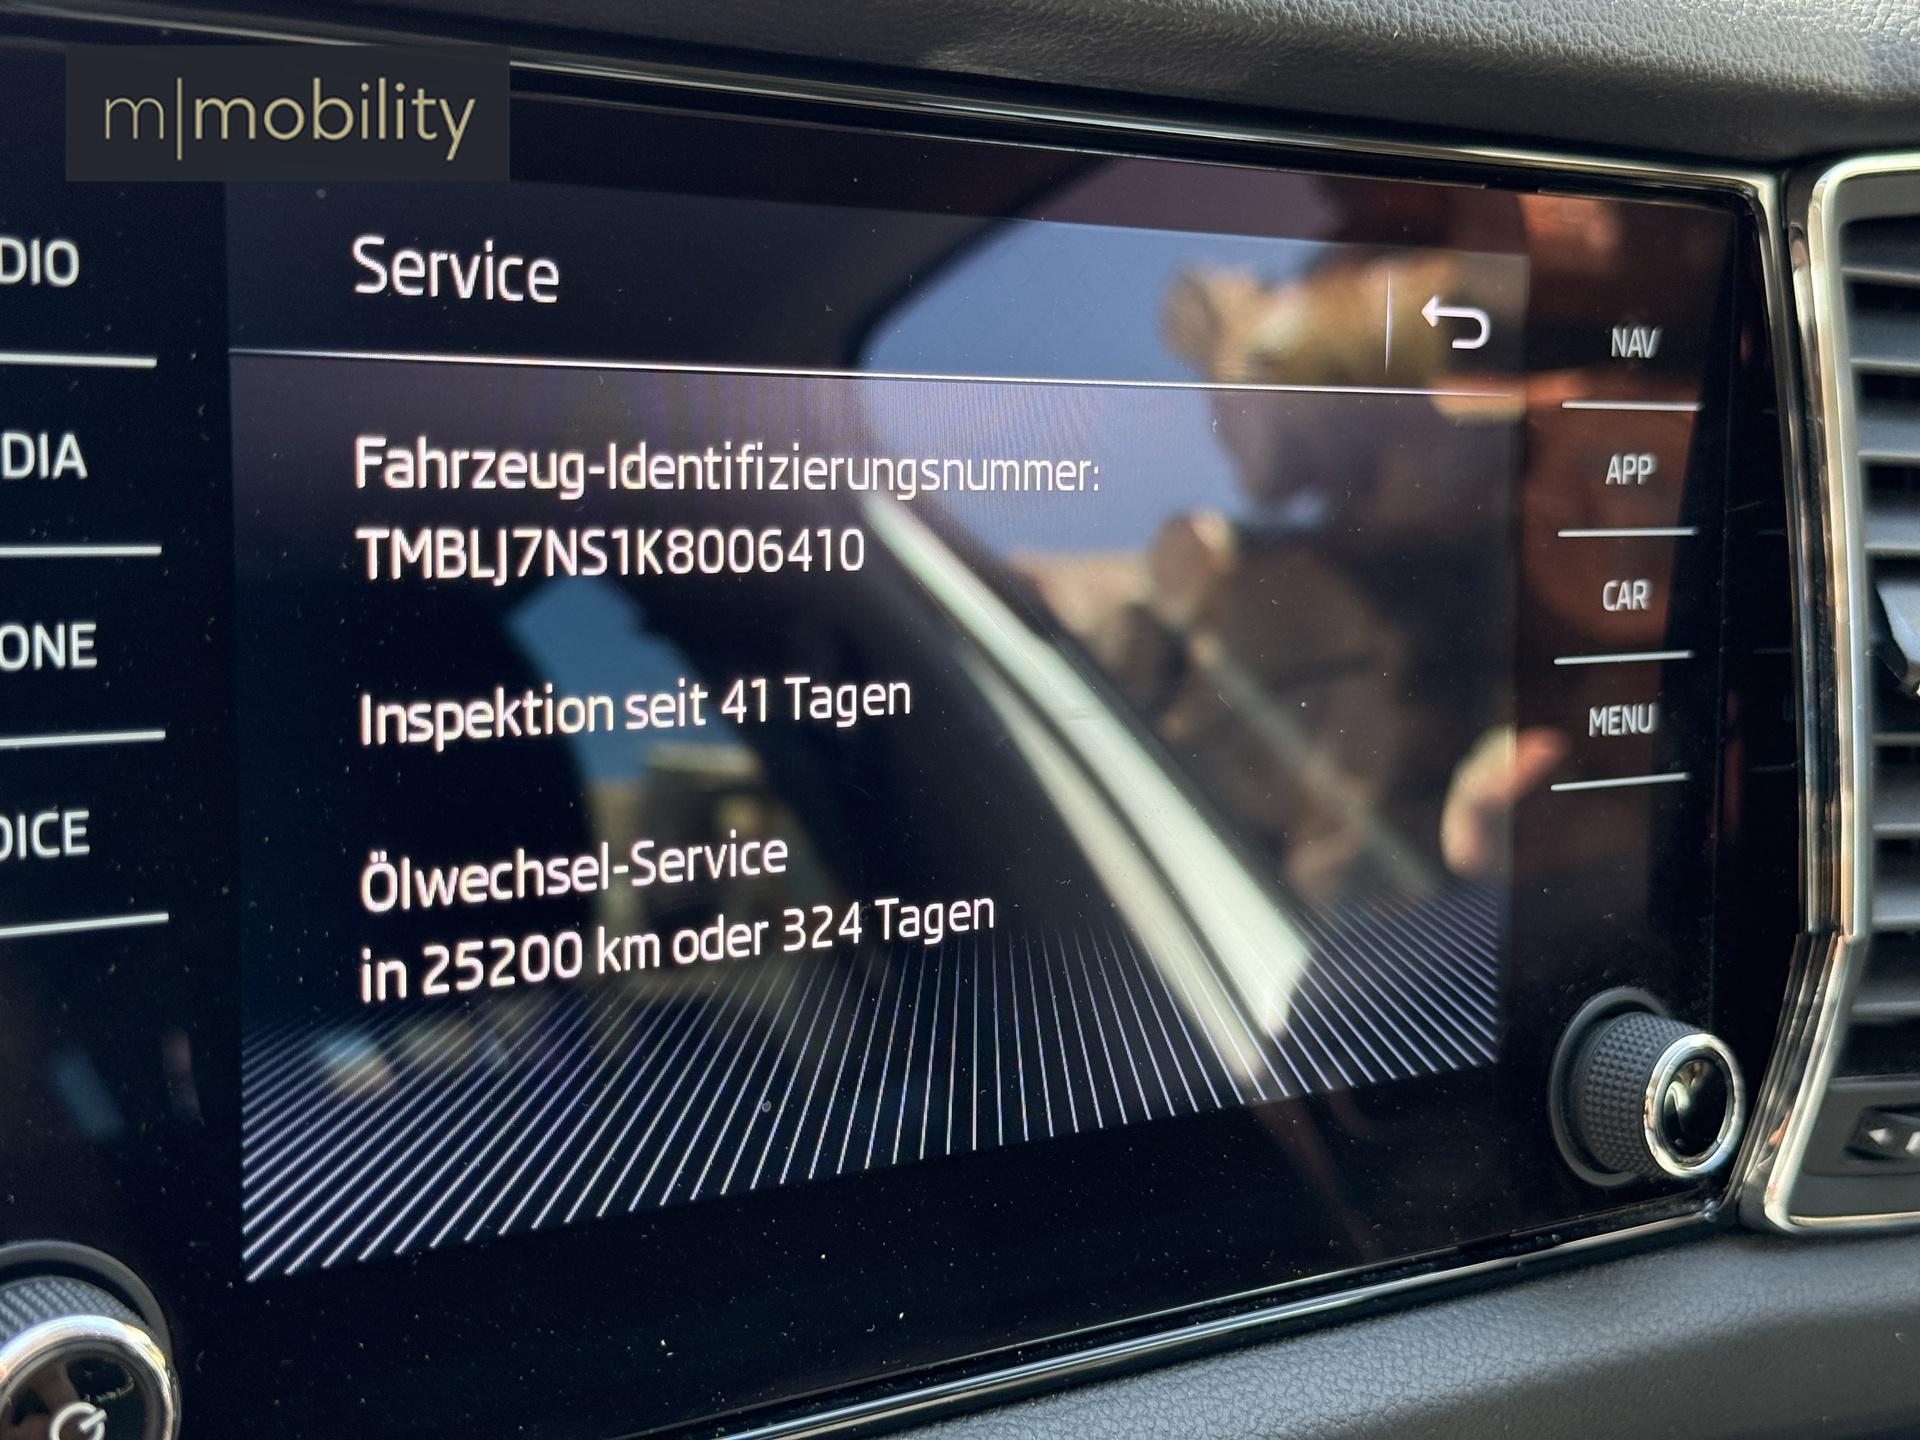 m|mobility
Service
Fahrzeug-Identifizierungsnummer:
TMBLJ7NS1K8006410
Inspektion seit 41 Tagen
Ölwechsel-Service
in 25200 km oder 324 Tagen
DIO
DIA
ONE
OICE
NAV
APP
CAR
MENU